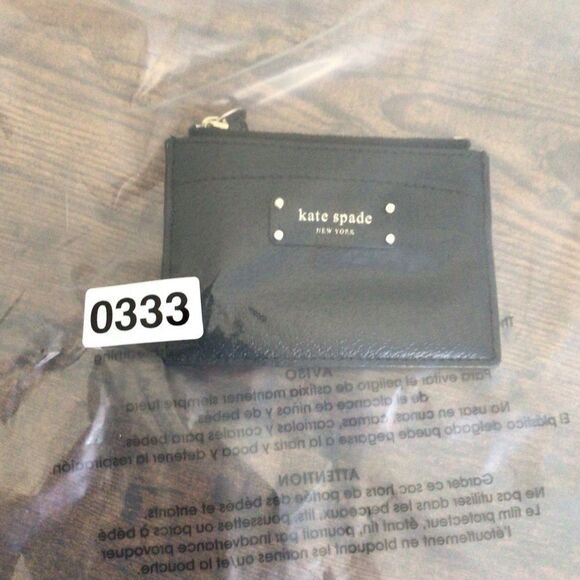 kate spade
NEW YORK
0333
AVISO
Para evitar el peligro de asfixia mantener siempre fuera
de el alcance de niños y de bebés.
No usar en cunas, camas, carriolas y corrales para bebés.
El plástico delgado puede pegarse a la nariz y boca y detener la respiración
ATTENTION
Garder ce sac hors de portée des bébés et enfants.
Ne pas utiliser dans les berceaux, lits, poussettes ou parcs à bébé
Le film protecteur, étant fin, pourrait par inadvertance provoquer
l'étouffement en bloquant les narines et/ou la bouche